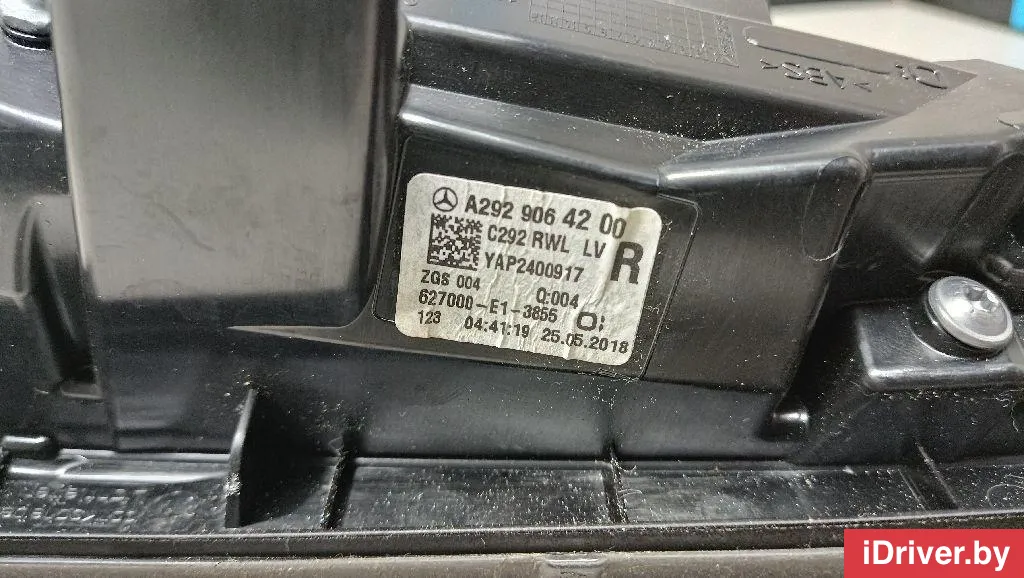 >ABS<
A292 906 42 00
C292 RWL LV R
YAP2400917
ZGS 004 Q:004
627000-E1-3855 O:
123 04:41:19 25.05.2018
iDriver.by